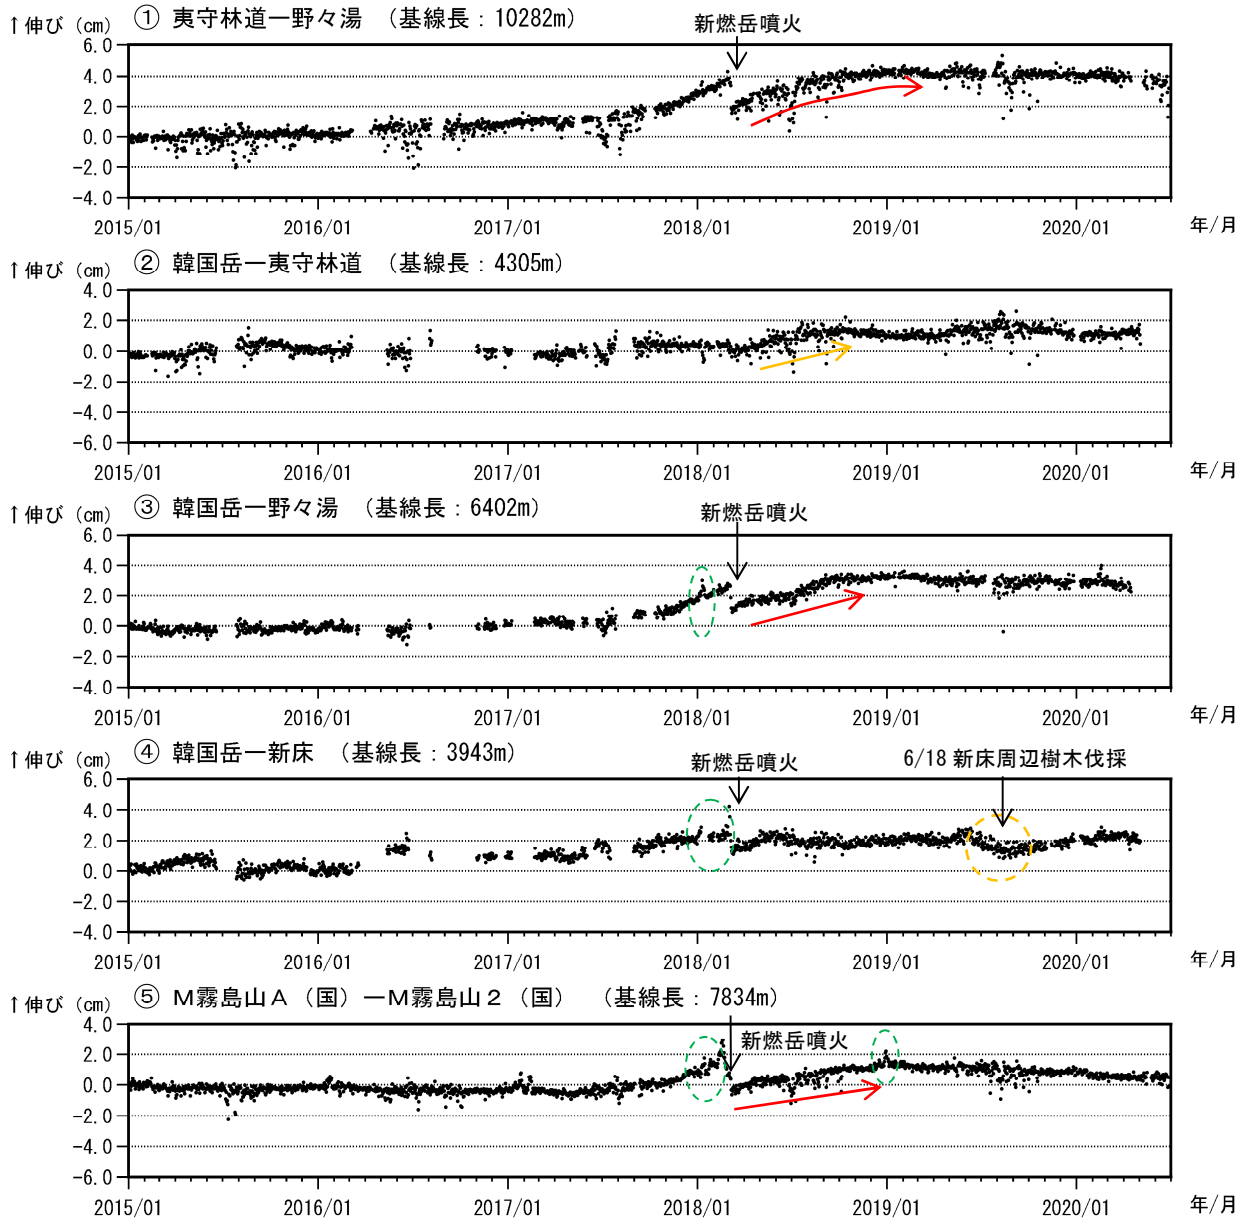 ① 夷守林道ー野々湯 （基線長：10282m）
↑伸び（cm）
新燃岳噴火
6.0
4.0
2.0
0.0
-2.0
-4.0
2015/01 2016/01 2017/01 2018/01 2019/01 2020/01 年/月
② 韓国岳ー夷守林道 （基線長：4305m）
↑伸び（cm）
4.0
2.0
0.0
-2.0
-4.0
-6.0
2015/01 2016/01 2017/01 2018/01 2019/01 2020/01 年/月
③ 韓国岳ー野々湯 （基線長：6402m）
↑伸び（cm）
新燃岳噴火
6.0
4.0
2.0
0.0
-2.0
-4.0
2015/01 2016/01 2017/01 2018/01 2019/01 2020/01 年/月
④ 韓国岳ー新床 （基線長：3943m）
↑伸び（cm）
新燃岳噴火 6/18 新床周辺樹木伐採
6.0
4.0
2.0
0.0
-2.0
-4.0
2015/01 2016/01 2017/01 2018/01 2019/01 2020/01 年/月
⑤ M霧島山A（国）ーM霧島山2（国） （基線長：7834m）
↑伸び（cm）
新燃岳噴火
4.0
2.0
0.0
-2.0
-4.0
-6.0
2015/01 2016/01 2017/01 2018/01 2019/01 2020/01 年/月